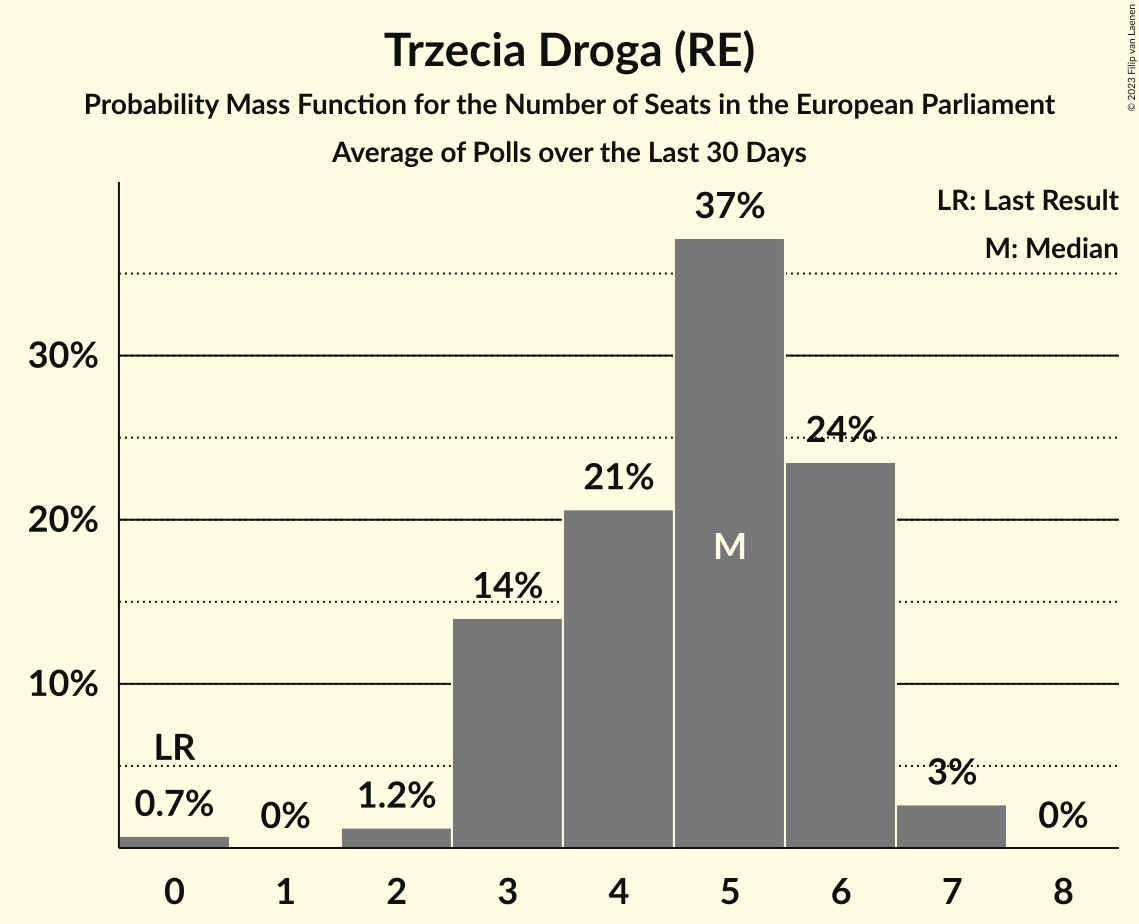 Trzecia Droga (RE)
Probability Mass Function for the Number of Seats in the European Parliament
Average of Polls over the Last 30 Days
© 2023 Filip van Laenen
LR: Last Result
M: Median
37%
30%
24%
21%
20%
M
14%
10%
LR
3%
0.7%
0%
1.2%
0%
0 1 2 3 4 5 6 7 8